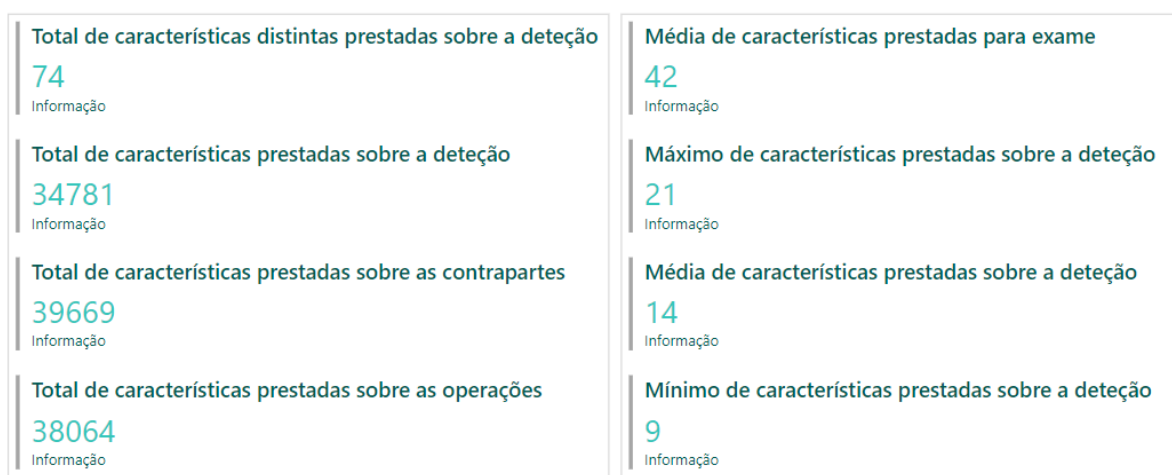 Total de características distintas prestadas sobre a deteção
74
Informação
Total de características prestadas sobre a deteção
34781
Informação
Total de características prestadas sobre as contrapartes
39669
Informação
Total de características prestadas sobre as operações
38064
Informação
Média de características prestadas para exame
42
Informação
Máximo de características prestadas sobre a deteção
21
Informação
Média de características prestadas sobre a deteção
14
Informação
Mínimo de características prestadas sobre a deteção
9
Informação